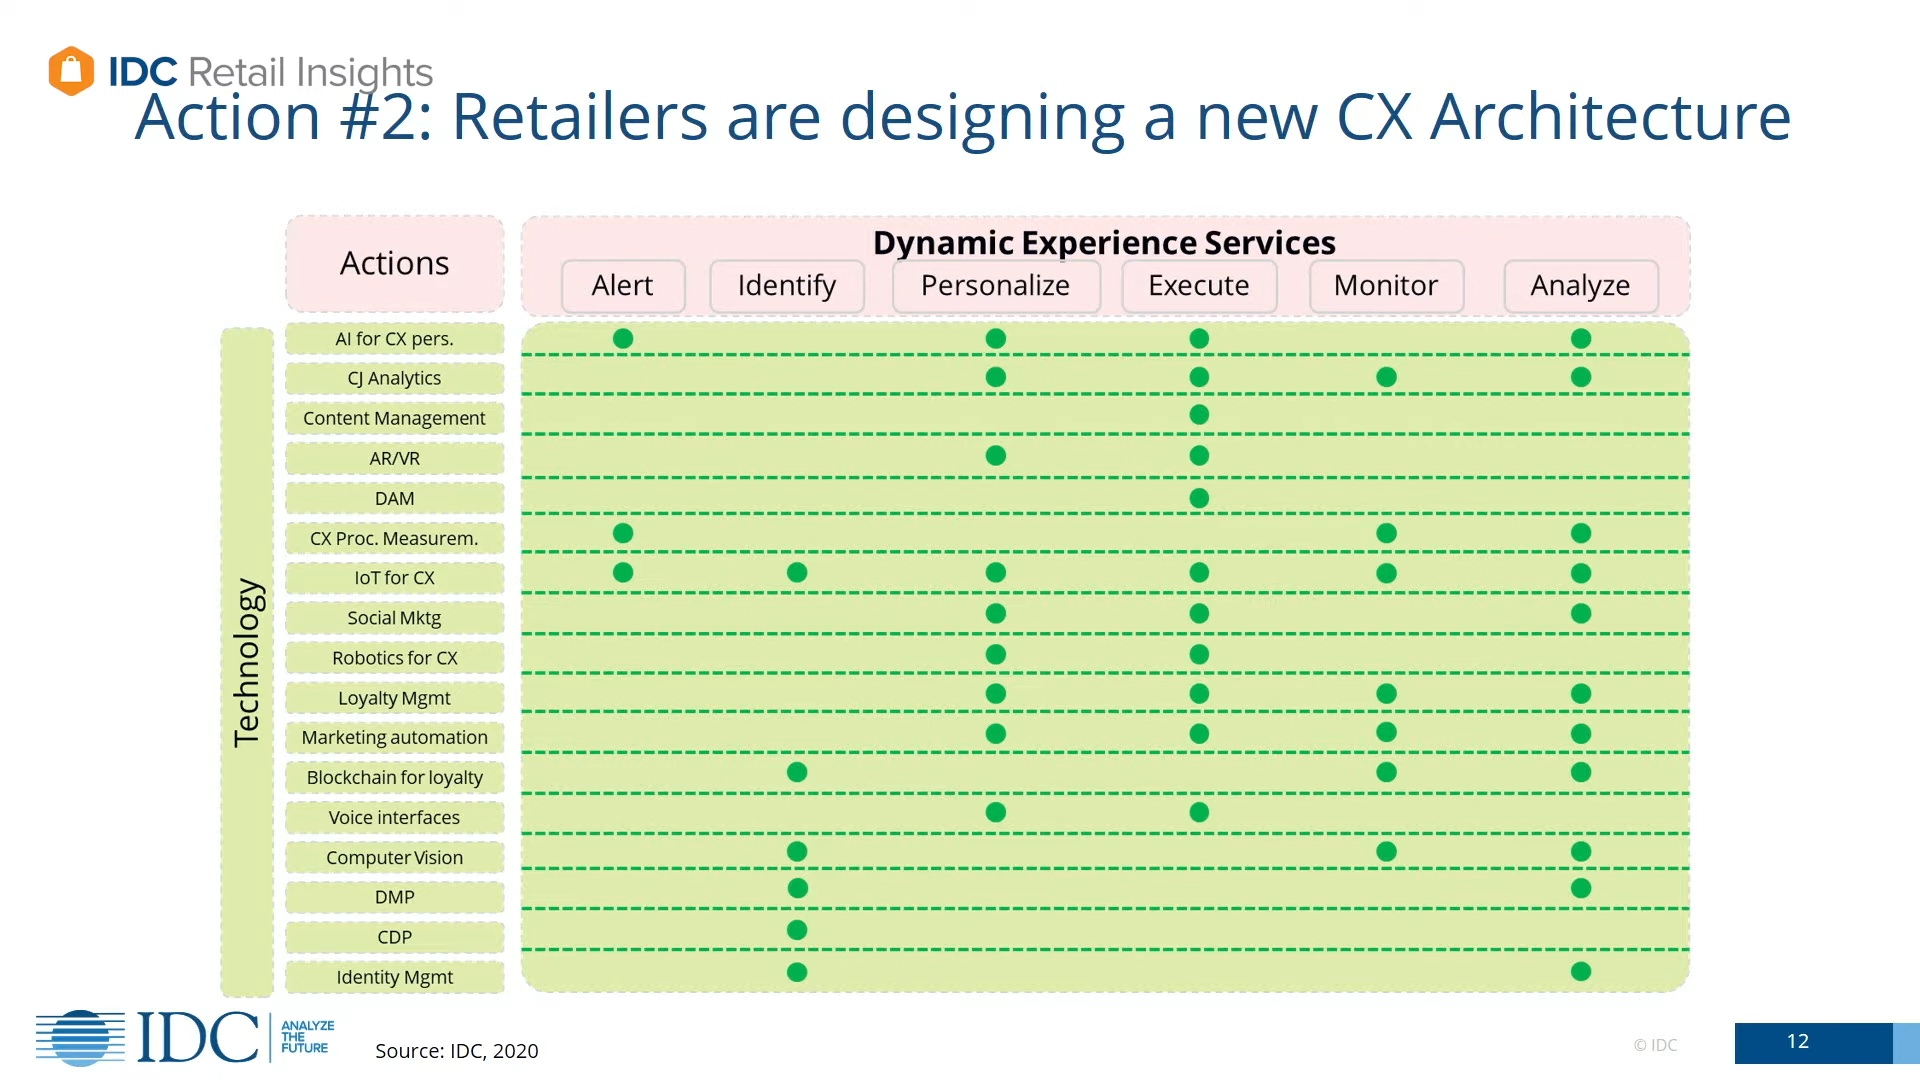 IDC Retail Insights
Action #2: Retailers are designing a new CX Architecture
Actions
Dynamic Experience Services
Alert
Identify
Personalize
Execute
Monitor
Analyze
Technology
AI for CX pers.
CJ Analytics
Content Management
AR/VR
DAM
CX Proc. Measurem.
IoT for CX
Social Mktg
Robotics for CX
Loyalty Mgmt
Marketing automation
Blockchain for loyalty
Voice interfaces
Computer Vision
DMP
CDP
Identity Mgmt
IDC
ANALYZE
THE
FUTURE
Source: IDC, 2020
© IDC
12